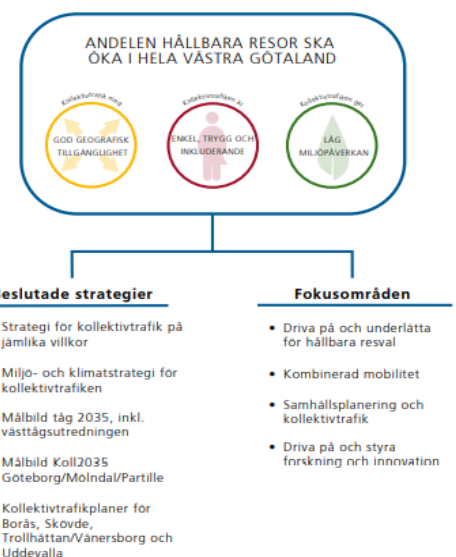 ANDELEN HÅLLBARA RESOR SKA
ÖKA I HELA VÄSTRA GÖTALAND
Kollektivtrafik med
GOD GEOGRAFISK
TILLGÄNGLIGHET
Kollektivtrafiken är
ENKEL, TRYGG OCH
INKLUDERANDE
Kollektivtrafiken ger
LÅG
MILJÖPÅVERKAN
Beslutade strategier
Strategi för kollektivtrafik på
jämlika villkor
Miljö- och klimatstrategi för
kollektivtrafiken
Målbild tåg 2035, inkl.
västtågsutredningen
Målbild Koll2035
Göteborg/Mölndal/Partille
Kollektivtrafikplaner för
Borås, Skövde,
Trollhättan/Vänersborg och
Uddevalla
Fokusområden
• Driva på och underlätta
för hållbara resval
• Kombinerad mobilitet
• Samhällsplanering och
kollektivtrafik
• Driva på och styra
forskning och innovation